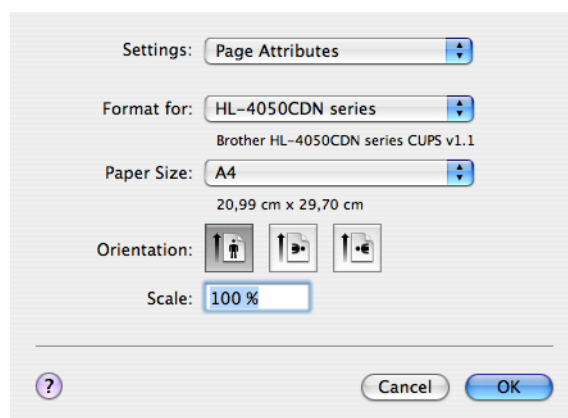 Settings: Page Attributes
Format for: HL-4050CDN series
Brother HL-4050CDN series CUPS v1.1
Paper Size: A4
20,99 cm x 29,70 cm
Orientation:
Scale: 100 %
? Cancel OK